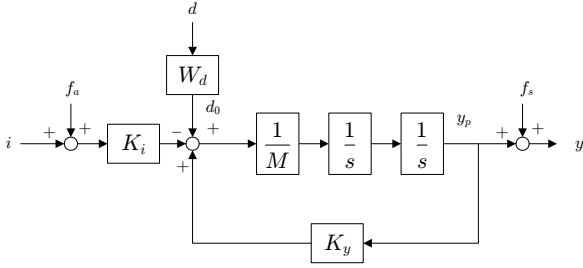 d
W_d
f_a
d_0
f_s
y_p
+ + − + + +
i
K_i
1/M
1/s
1/s
y
+
K_y